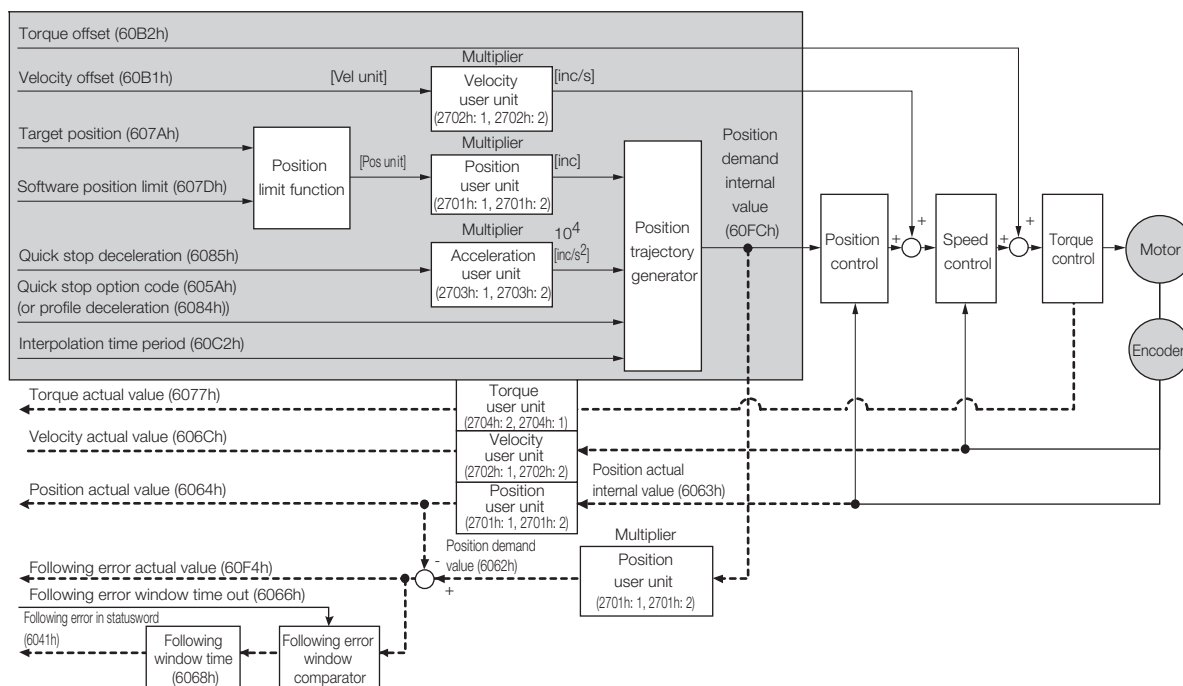 Torque offset (60B2h)
Multiplier
Velocity offset (60B1h)
[Vel unit]
Velocity
user unit
(2702h: 1, 2702h: 2)
[inc/s]
Target position (607Ah)
Software position limit (607Dh)
Position
limit function
[Pos unit]
Multiplier
Position
user unit
(2701h: 1, 2701h: 2)
[inc]
Position
demand
internal
value
(60FCh)
Multiplier
Quick stop deceleration (6085h)
Acceleration
user unit
(2703h: 1, 2703h: 2)
10⁴
[inc/s²]
Quick stop option code (605Ah)
(or profile deceleration (6084h))
Interpolation time period (60C2h)
Position
trajectory
generator
Position
control
+
+
Speed
control
+
+
Torque
control
Motor
Encoder
Torque actual value (6077h)
Torque
user unit
(2704h: 2, 2704h: 1)
Velocity actual value (606Ch)
Velocity
user unit
(2702h: 1, 2702h: 2)
Position actual value (6064h)
Position
user unit
(2701h: 1, 2701h: 2)
Position actual
internal value (6063h)
Following error actual value (60F4h)
-
+
Position demand
value (6062h)
Multiplier
Position
user unit
(2701h: 1, 2701h: 2)
Following error window time out (6066h)
Following error in statusword
(6041h)
Following
window time
(6068h)
Following error
window
comparator